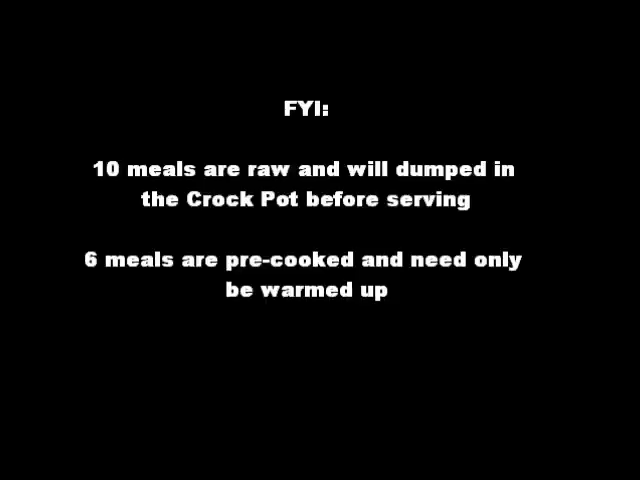 FYI:
10 meals are raw and will dumped in
the Crock Pot before serving
6 meals are pre-cooked and need only
be warmed up